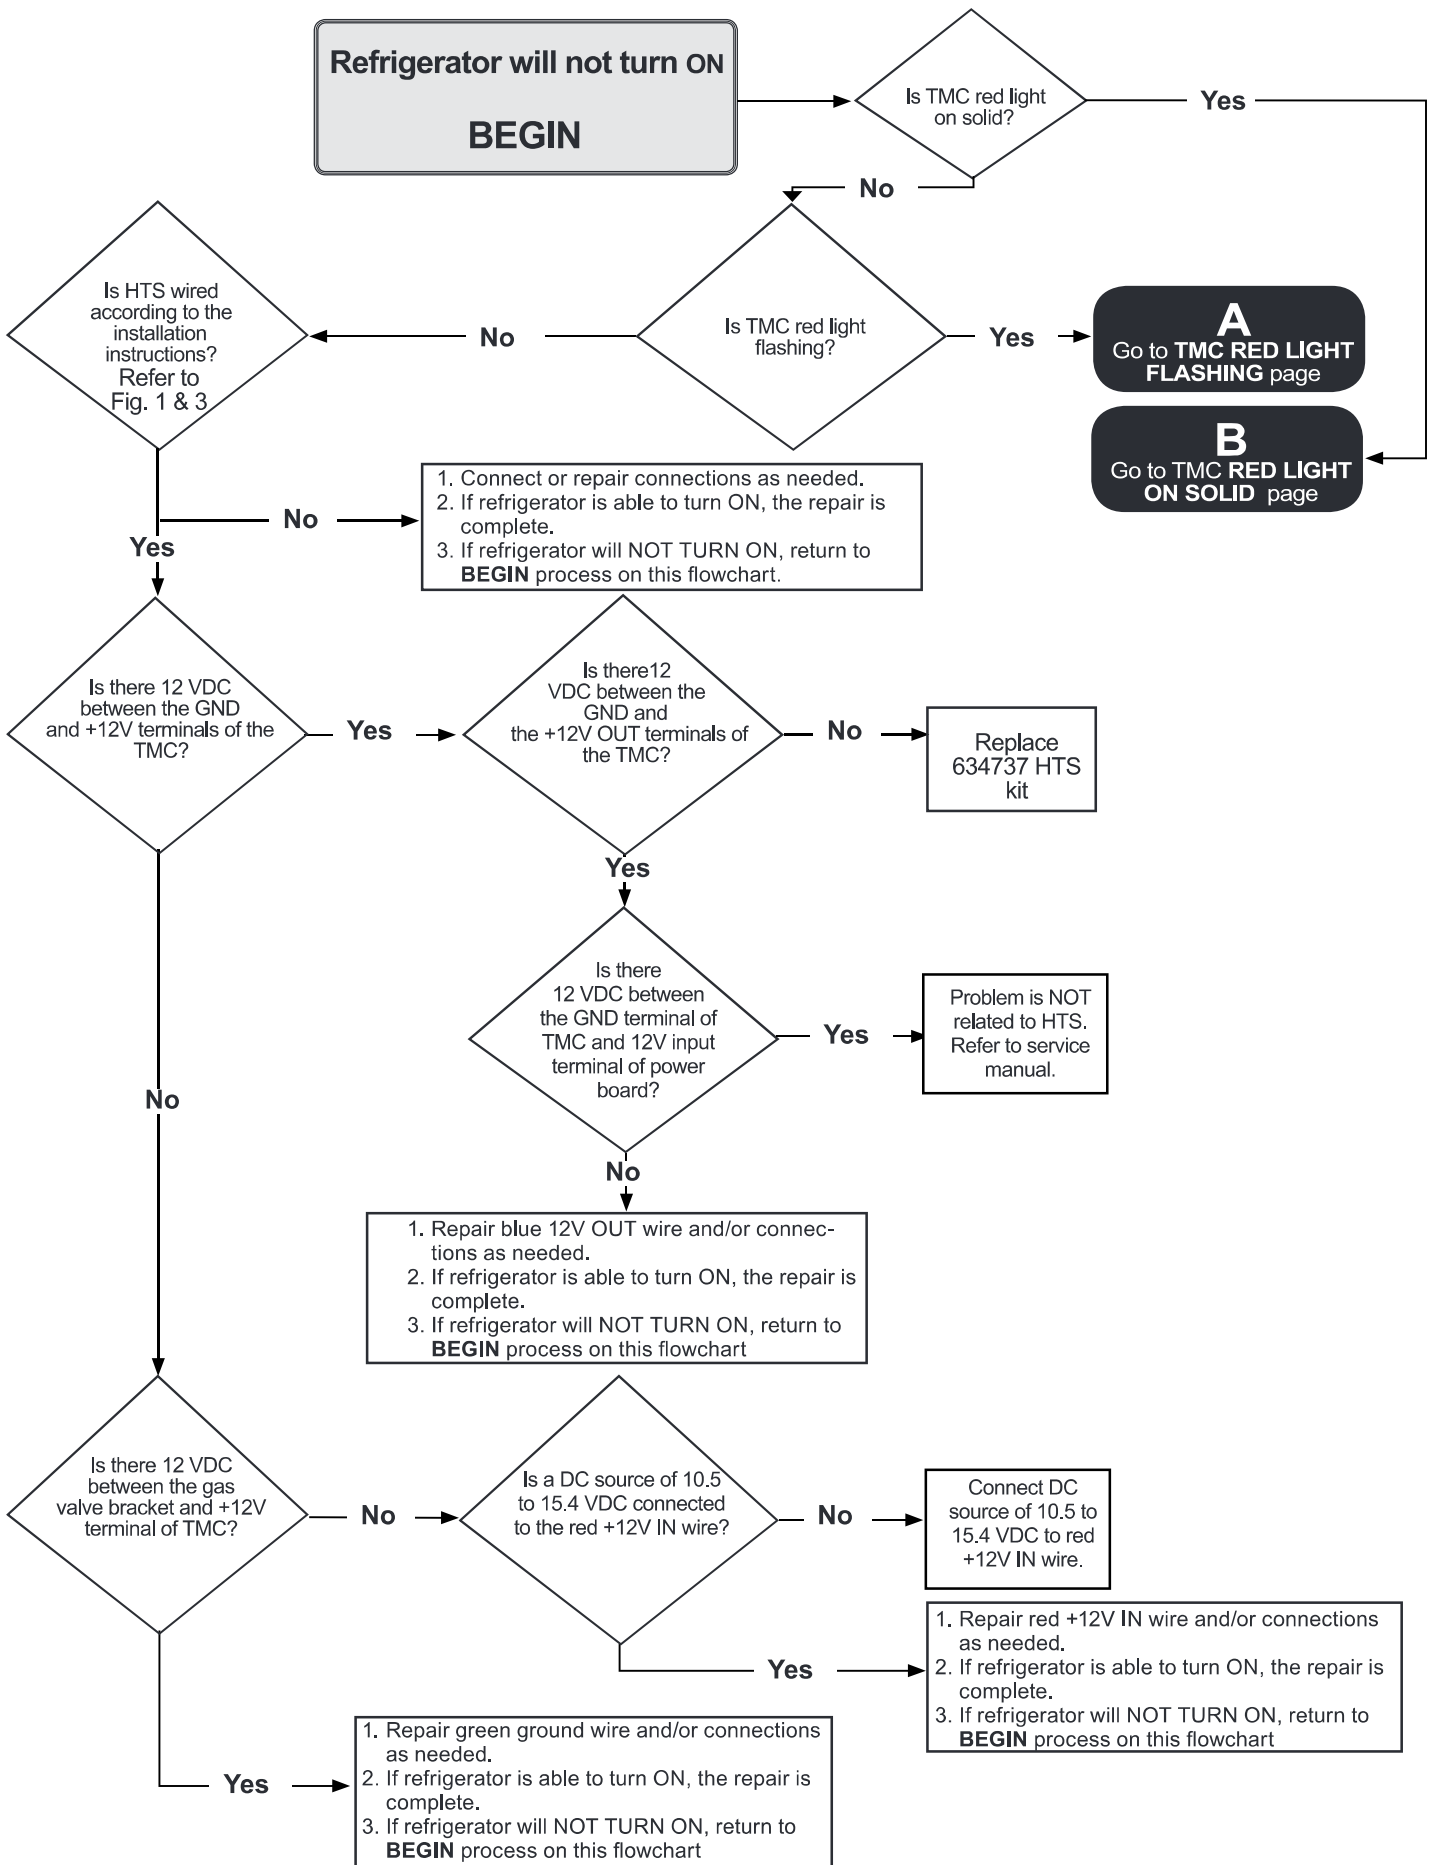 Refrigerator will not turn ON
BEGIN
Is TMC red light
on solid?
Yes
No
Is HTS wired
according to the
installation
instructions?
Refer to
Fig. 1 & 3
No
Is TMC red light
flashing?
Yes
A
Go to TMC RED LIGHT
FLASHING page
B
Go to TMC RED LIGHT
ON SOLID page
No
1. Connect or repair connections as needed.
2. If refrigerator is able to turn ON, the repair is
complete.
3. If refrigerator will NOT TURN ON, return to
BEGIN process on this flowchart.
Yes
Is there 12 VDC
between the GND
and +12V terminals of the
TMC?
Yes
Is there12
VDC between the
GND and
the +12V OUT terminals of
the TMC?
No
Replace
634737 HTS
kit
Yes
Is there
12 VDC between
the GND terminal of
TMC and 12V input
terminal of power
board?
Yes
Problem is NOT
related to HTS.
Refer to service
manual.
No
No
1. Repair blue 12V OUT wire and/or connec-
tions as needed.
2. If refrigerator is able to turn ON, the repair is
complete.
3. If refrigerator will NOT TURN ON, return to
BEGIN process on this flowchart
Is there 12 VDC
between the gas
valve bracket and +12V
terminal of TMC?
No
Is a DC source of 10.5
to 15.4 VDC connected
to the red +12V IN wire?
No
Connect DC
source of 10.5 to
15.4 VDC to red
+12V IN wire.
Yes
1. Repair red +12V IN wire and/or connections
as needed.
2. If refrigerator is able to turn ON, the repair is
complete.
3. If refrigerator will NOT TURN ON, return to
BEGIN process on this flowchart
Yes
1. Repair green ground wire and/or connections
as needed.
2. If refrigerator is able to turn ON, the repair is
complete.
3. If refrigerator will NOT TURN ON, return to
BEGIN process on this flowchart